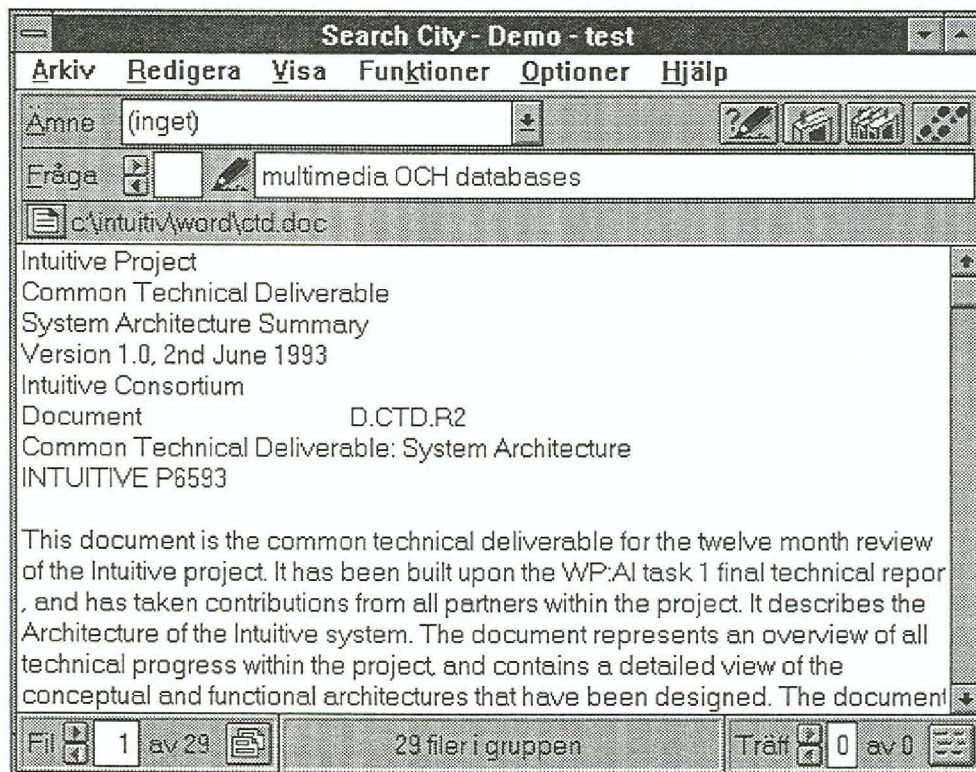 Search City - Demo - test
Arkiv Redigera Visa Funktioner Optioner Hjälp
Ämne (inget)
Fråga multimedia OCH databases
c:\intuitiv\word\ctd.doc
Intuitive Project
Common Technical Deliverable
System Architecture Summary
Version 1.0, 2nd June 1993
Intuitive Consortium
Document D.CTD.R2
Common Technical Deliverable: System Architecture
INTUITIVE P6593
This document is the common technical deliverable for the twelve month review
of the Intuitive project. It has been built upon the WP:AI task 1 final technical repor
, and has taken contributions from all partners within the project. It describes the
Architecture of the Intuitive system. The document represents an overview of all
technical progress within the project, and contains a detailed view of the
conceptual and functional architectures that have been designed. The document
Fil 1 av 29 29 filer i gruppen Träff 0 av 0